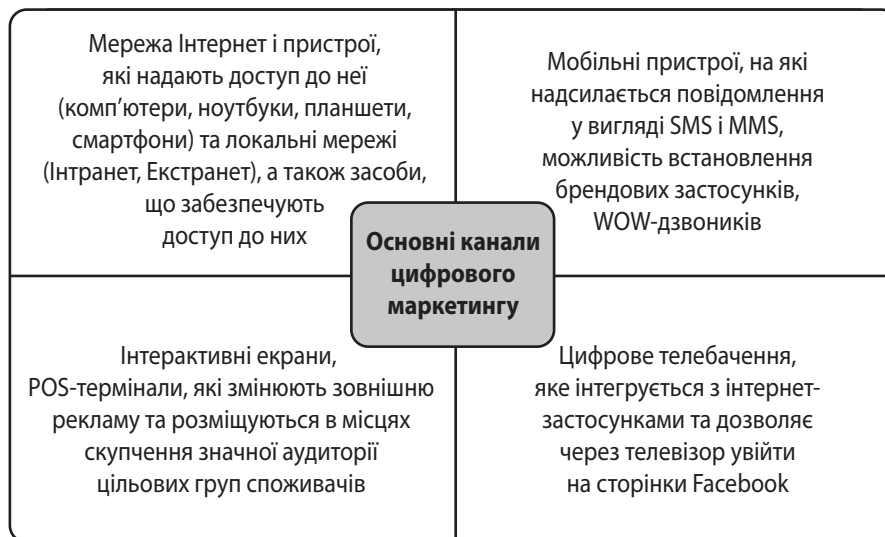 Мережа Інтернет і пристрої,
які надають доступ до неї
(комп’ютери, ноутбуки, планшети,
смартфони) та локальні мережі
(Інтранет, Екстранет), а також засоби,
що забезпечують
доступ до них
Мобільні пристрої, на які
надсилається повідомлення
у вигляді SMS і MMS,
можливість встановлення
брендових застосунків,
WOW-дзвоників
Основні канали
цифрового
маркетингу
Інтерактивні екрани,
POS-термінали, які змінюють зовнішню
рекламу та розміщуються в місцях
скупчення значної аудиторії
цільових груп споживачів
Цифрове телебачення,
яке інтегрується з інтернет-
застосунками та дозволяє
через телевізор увійти
на сторінки Facebook